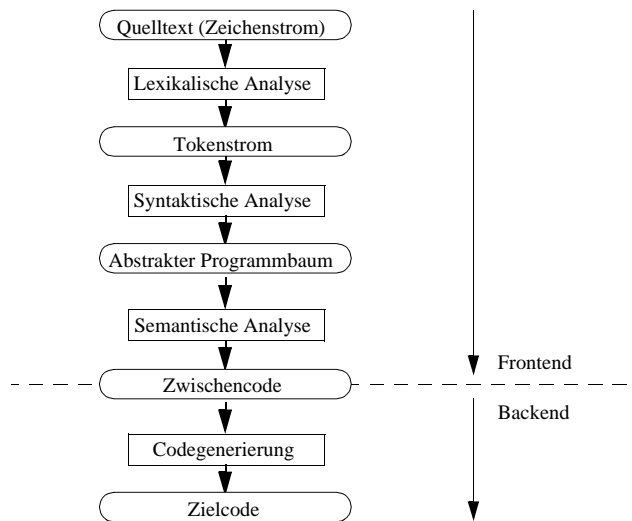 Quelltext (Zeichenstrom)
Lexikalische Analyse
Tokenstrom
Syntaktische Analyse
Abstrakter Programmbaum
Semantische Analyse
Frontend
Zwischencode
Backend
Codegenerierung
Zielcode